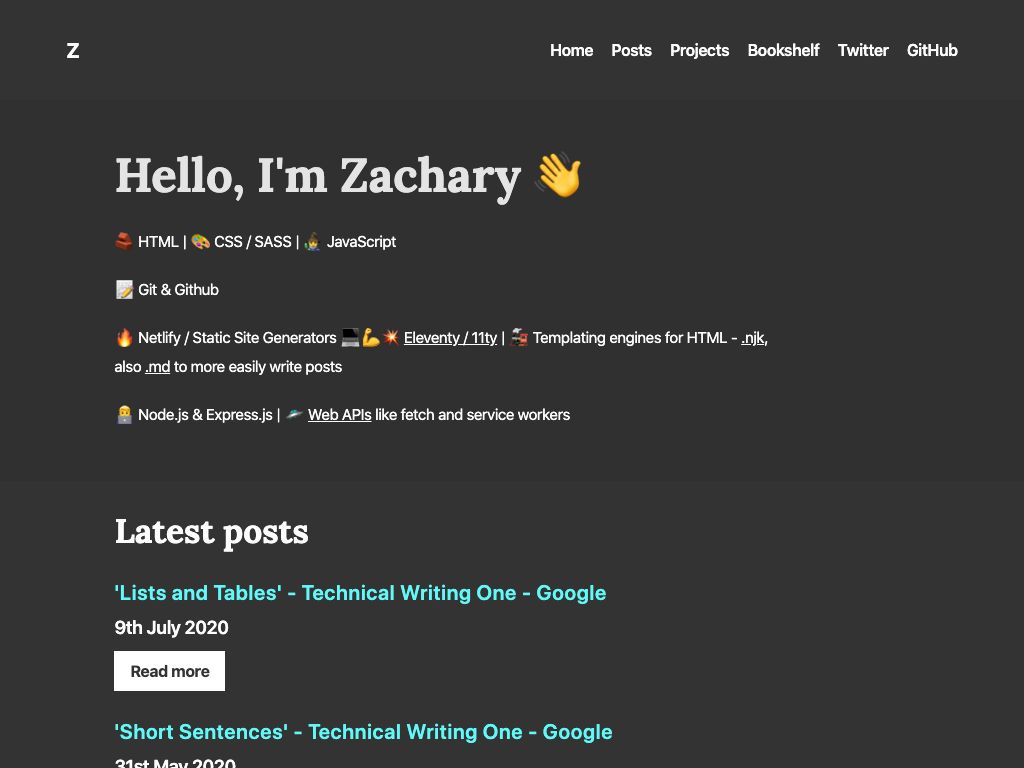 Z
Home Posts Projects Bookshelf Twitter GitHub
Hello, I'm Zachary 👋
HTML | 🎨 CSS / SASS | JavaScript
📝 Git & Github
🔥 Netlify / Static Site Generators 💻💪💥 Eleventy / 11ty | 🚂 Templating engines for HTML - .njk,
also .md to more easily write posts
👨‍💻 Node.js & Express.js | 🛸 Web APIs like fetch and service workers
Latest posts
'Lists and Tables' - Technical Writing One - Google
9th July 2020
Read more
'Short Sentences' - Technical Writing One - Google
31st May 2020